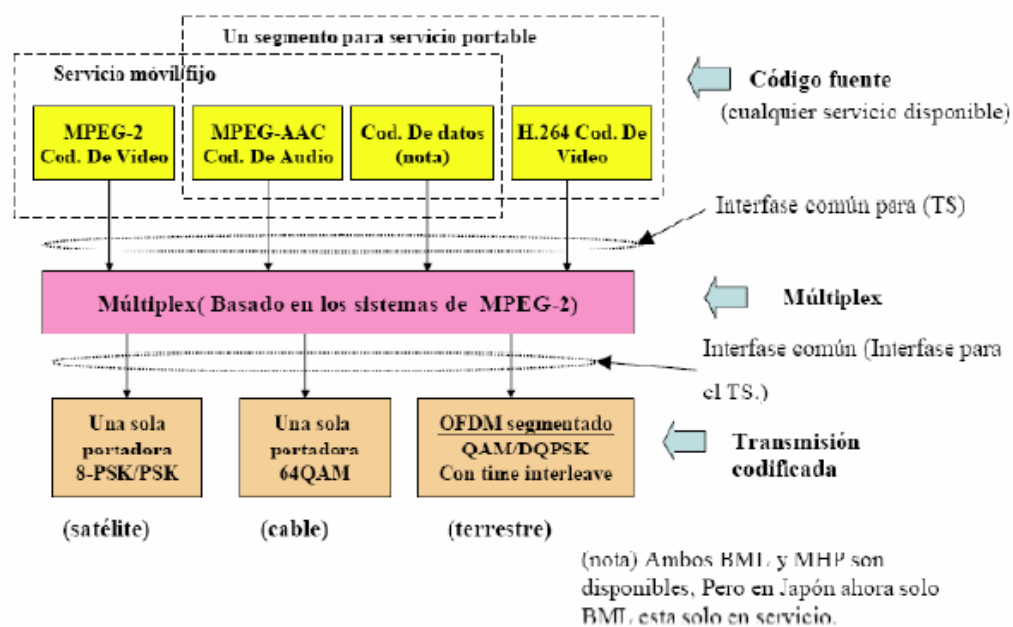 Un segmento para servicio portable
Servicio móvil/fijo
MPEG-2
Cod. De Video
MPEG-AAC
Cod. De Audio
Cod. De datos
(nota)
H.264 Cod. De
Video
Código fuente
(cualquier servicio disponible)
Interfase común para (TS)
Múltiplex( Basado en los sistemas de MPEG-2)
Múltiplex
Interfase común (Interfase para
el TS.)
Una sola
portadora
8-PSK/PSK
Una sola
portadora
64QAM
OFDM segmentado
QAM/DQPSK
Con time interleave
Transmisión
codificada
(satélite)
(cable)
(terrestre)
(nota) Ambos BML y MHP son
disponibles, Pero en Japón ahora solo
BML esta solo en servicio.